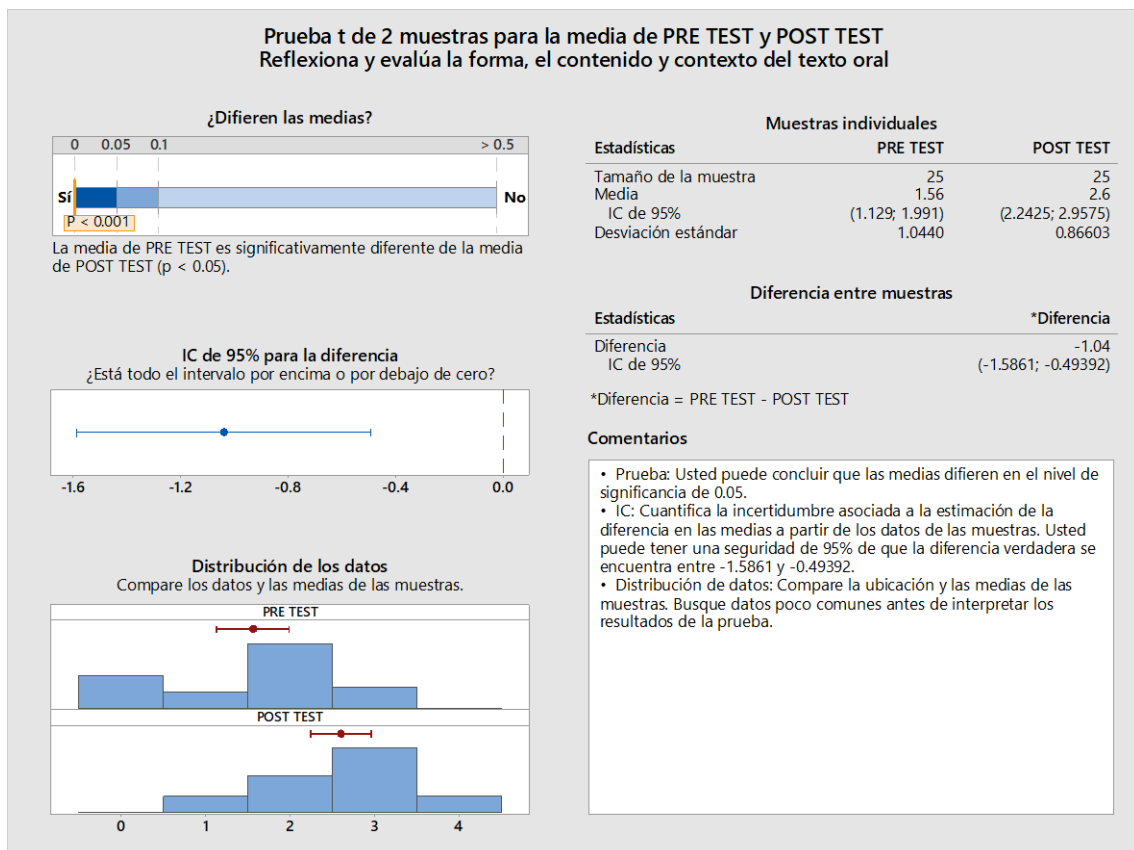 Prueba t de 2 muestras para la media de PRE TEST y POST TEST
Reflexiona y evalúa la forma, el contenido y contexto del texto oral
¿Difieren las medias?
0 0.05 0.1 > 0.5
Sí No
P < 0.001
La media de PRE TEST es significativamente diferente de la media
de POST TEST (p < 0.05).
IC de 95% para la diferencia
¿Está todo el intervalo por encima o por debajo de cero?
-1.6 -1.2 -0.8 -0.4 0.0
Distribución de los datos
Compare los datos y las medias de las muestras.
PRE TEST
POST TEST
0 1 2 3 4
Muestras individuales
Estadísticas PRE TEST POST TEST
Tamaño de la muestra 25 25
Media 1.56 2.6
IC de 95% (1.129; 1.991) (2.2425; 2.9575)
Desviación estándar 1.0440 0.86603
Diferencia entre muestras
Estadísticas *Diferencia
Diferencia -1.04
IC de 95% (-1.5861; -0.49392)
*Diferencia = PRE TEST - POST TEST
Comentarios
• Prueba: Usted puede concluir que las medias difieren en el nivel de
significancia de 0.05.
• IC: Cuantifica la incertidumbre asociada a la estimación de la
diferencia en las medias a partir de los datos de las muestras. Usted
puede tener una seguridad de 95% de que la diferencia verdadera se
encuentra entre -1.5861 y -0.49392.
• Distribución de datos: Compare la ubicación y las medias de las
muestras. Busque datos poco comunes antes de interpretar los
resultados de la prueba.